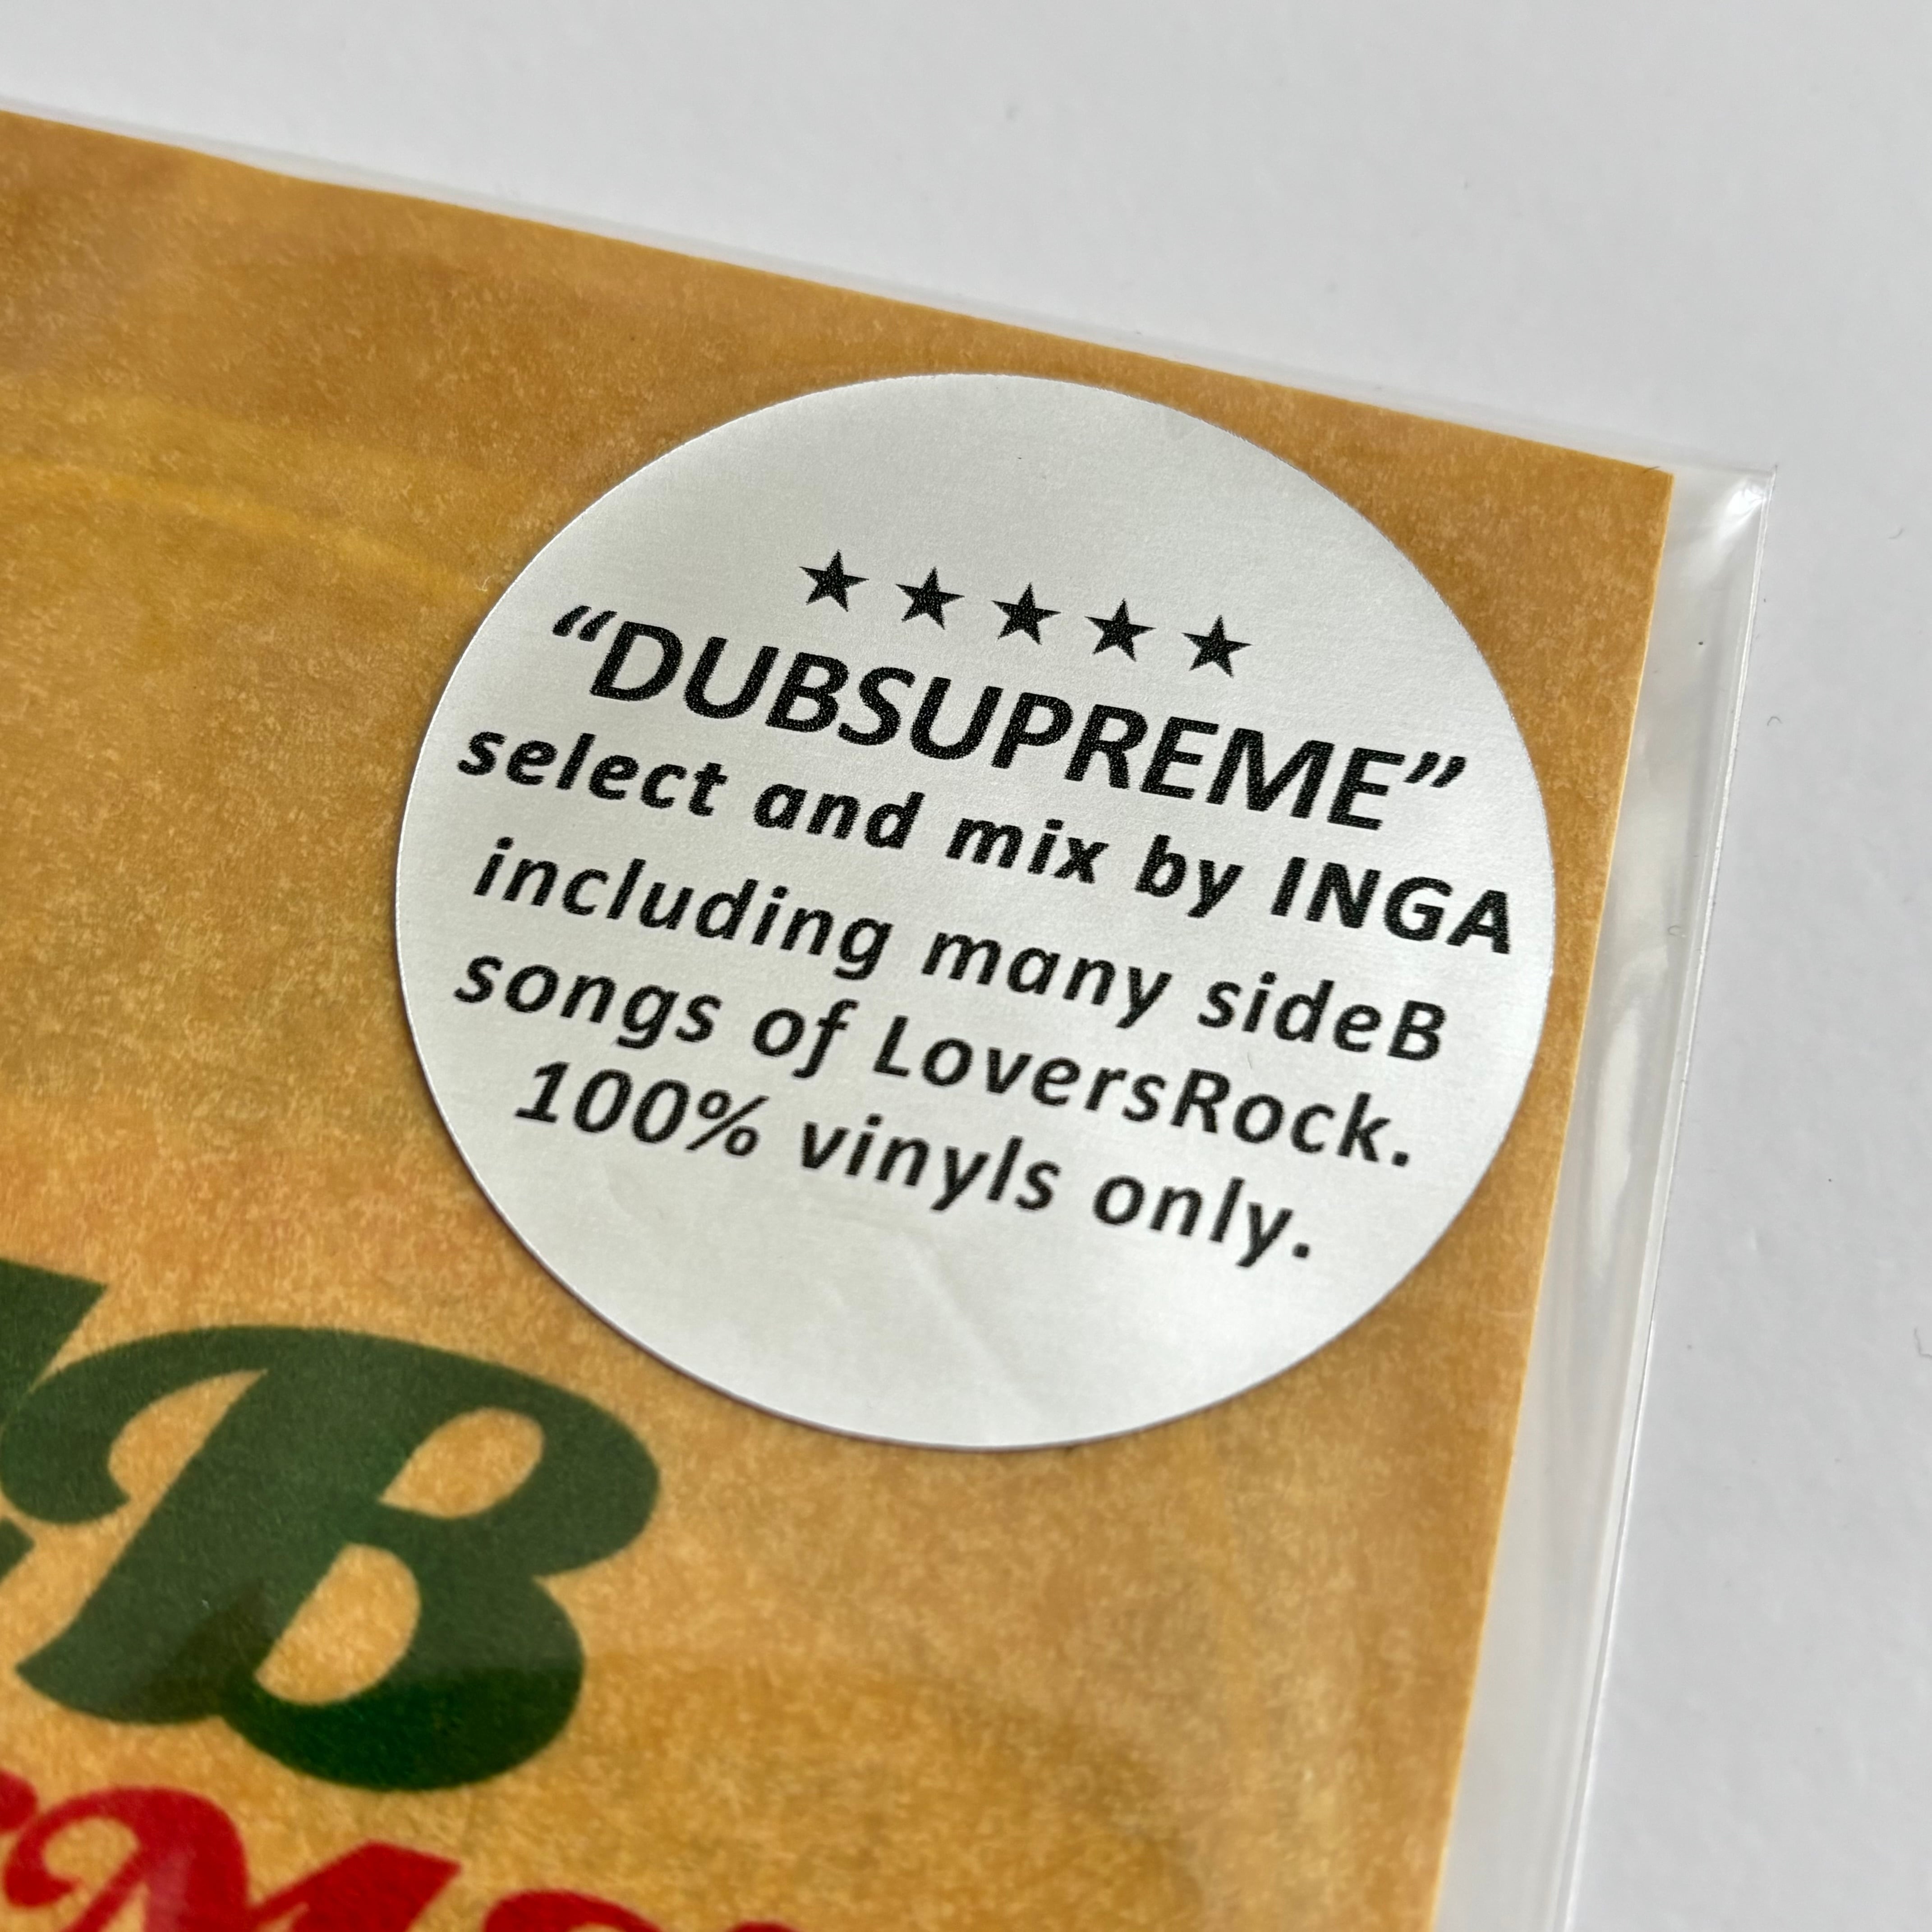 ★★★★★
“DUBSUPREME”
select and mix by INGA
including many sideB
songs of LoversRock.
100% vinyls only.
B